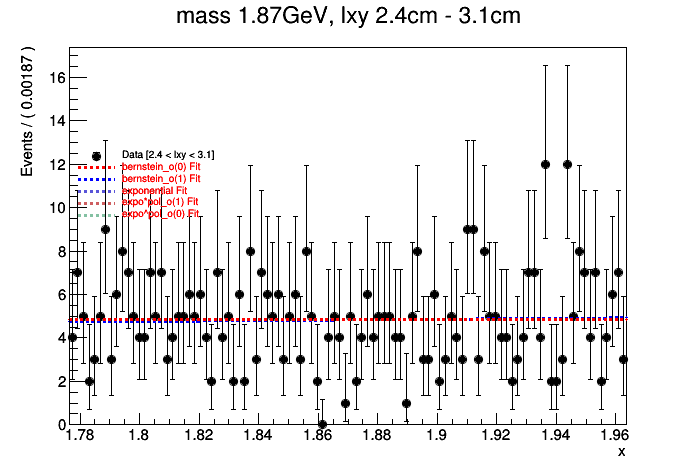 mass 1.87GeV, lxy 2.4cm - 3.1cm
Events / ( 0.00187 )
16
14
12
10
8
6
4
2
0
Data [2.4 < lxy < 3.1]
bernstein_o(0) Fit
bernstein_o(1) Fit
exponential Fit
expo*pol_o(1) Fit
expo^pol_o(0) Fit
1.78 1.8 1.82 1.84 1.86 1.88 1.9 1.92 1.94 1.96
x